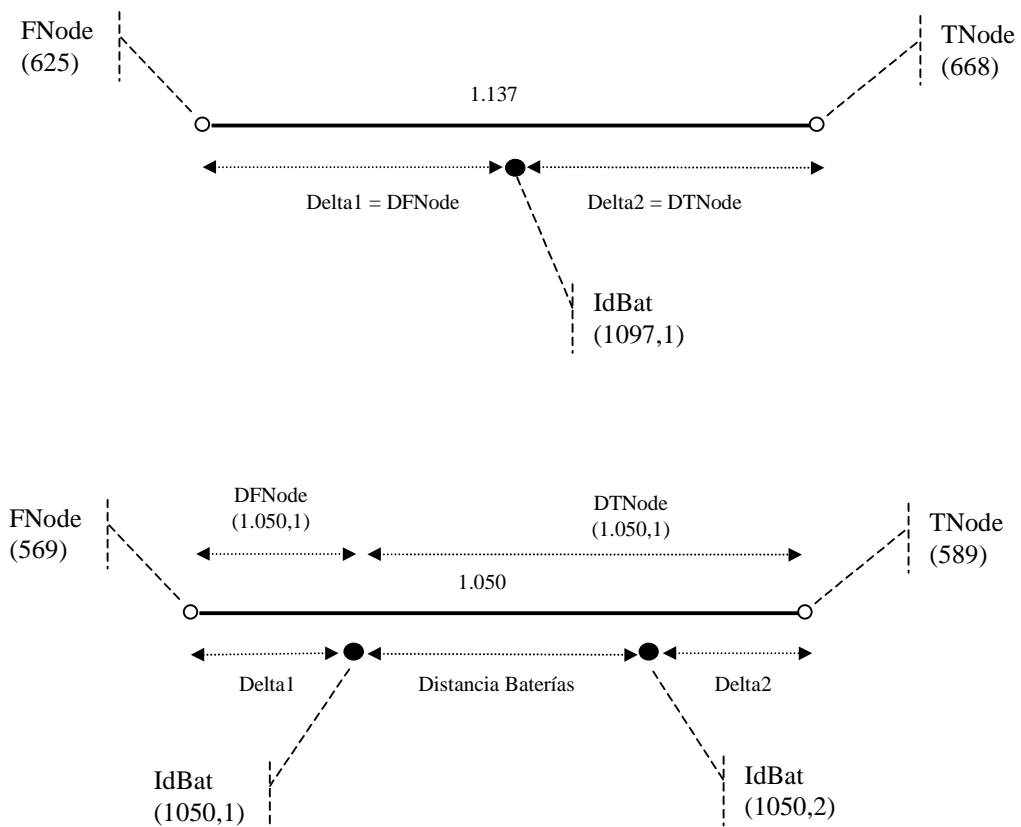 FNode
(625)
TNode
(668)
1.137
Delta1 = DFNode
Delta2 = DTNode
IdBat
(1097,1)
DFNode
(1.050,1)
DTNode
(1.050,1)
FNode
(569)
TNode
(589)
1.050
Delta1
Distancia Baterías
Delta2
IdBat
(1050,1)
IdBat
(1050,2)